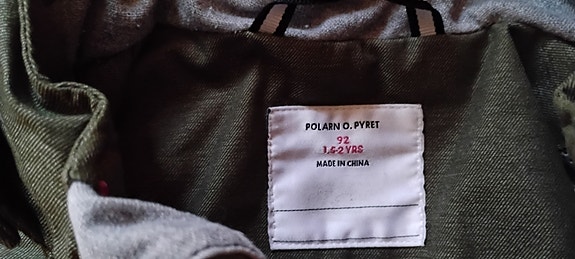 POLARN O. PYRET
92
1.5-2 YRS
MADE IN CHINA